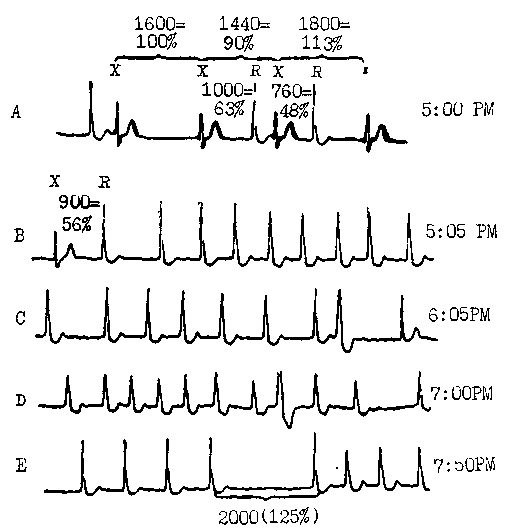 1600= 1440= 1800=
100% 90% 113%
X X R X R
1000= 760=
63% 48%
A 5:00 PM
X R
900=
56%
B 5:05 PM
C 6:05PM
D 7:00PM
E 7:50PM
2000(125%)